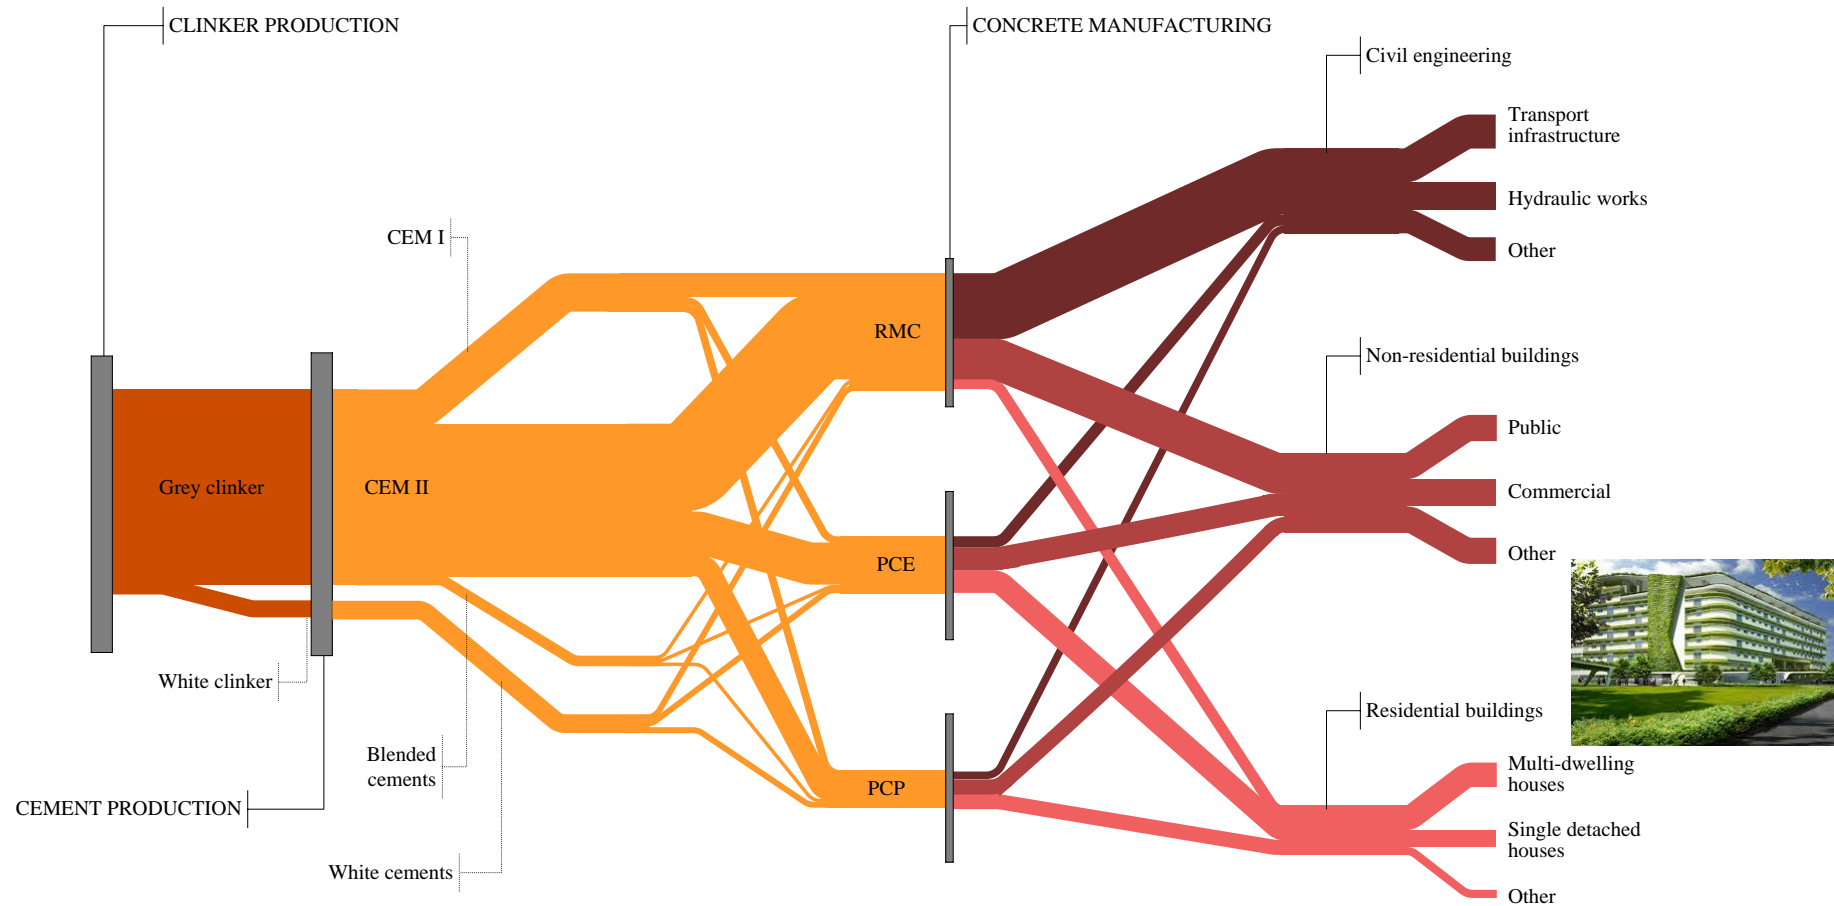 CLINKER PRODUCTION
CONCRETE MANUFACTURING
Civil engineering
Transport
infrastructure
Hydraulic works
Other
CEM I
RMC
Non-residential buildings
Public
Commercial
Other
Grey clinker
CEM II
PCE
White clinker
Residential buildings
Blended
cements
PCP
Multi-dwelling
houses
CEMENT PRODUCTION
Single detached
houses
White cements
Other